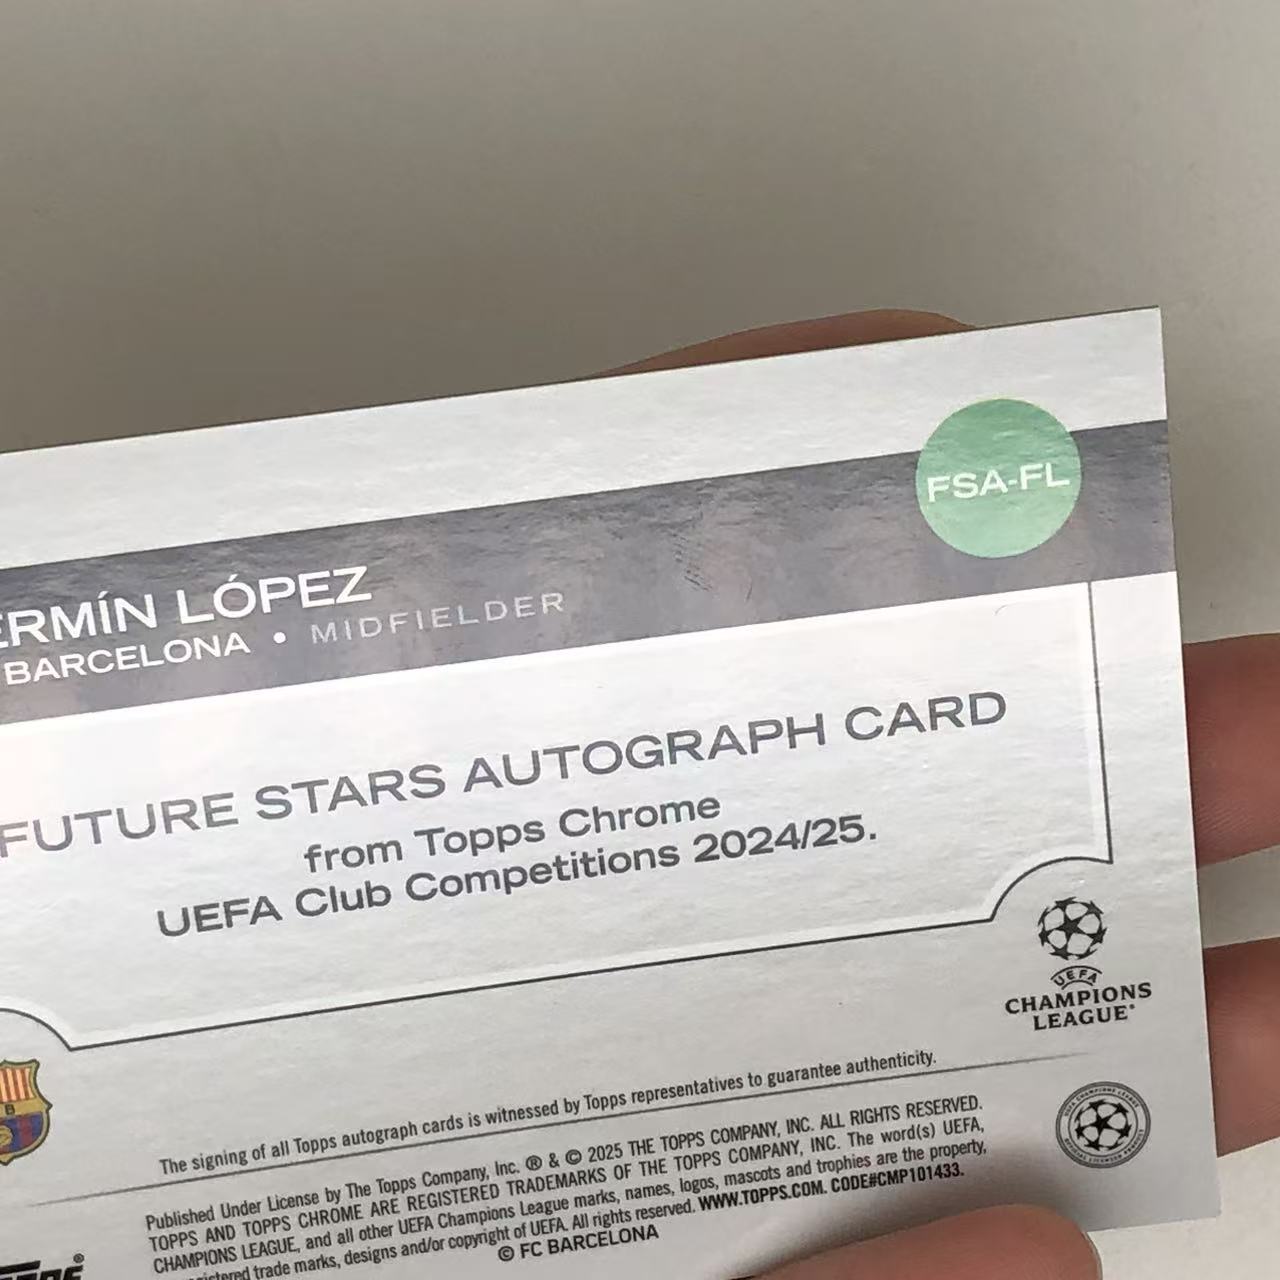 FSA-FL
ERMÍN LÓPEZ
BARCELONA • MIDFIELDER
FUTURE STARS AUTOGRAPH CARD
from Topps Chrome
UEFA Club Competitions 2024/25.
UEFA
CHAMPIONS
LEAGUE®
The signing of all Topps autograph cards is witnessed by Topps representatives to guarantee authenticity.
Published Under License by The Topps Company, Inc. ® & © 2025 THE TOPPS COMPANY, INC. ALL RIGHTS RESERVED.
TOPPS AND TOPPS CHROME ARE REGISTERED TRADEMARKS OF THE TOPPS COMPANY, INC. The word(s) UEFA,
CHAMPIONS LEAGUE, and all other UEFA Champions League marks, names, logos, mascots and trophies are the property,
istered trade marks, designs and/or copyright of UEFA. All rights reserved. WWW.TOPPS.COM. CODE#CMP101433.
© FC BARCELONA